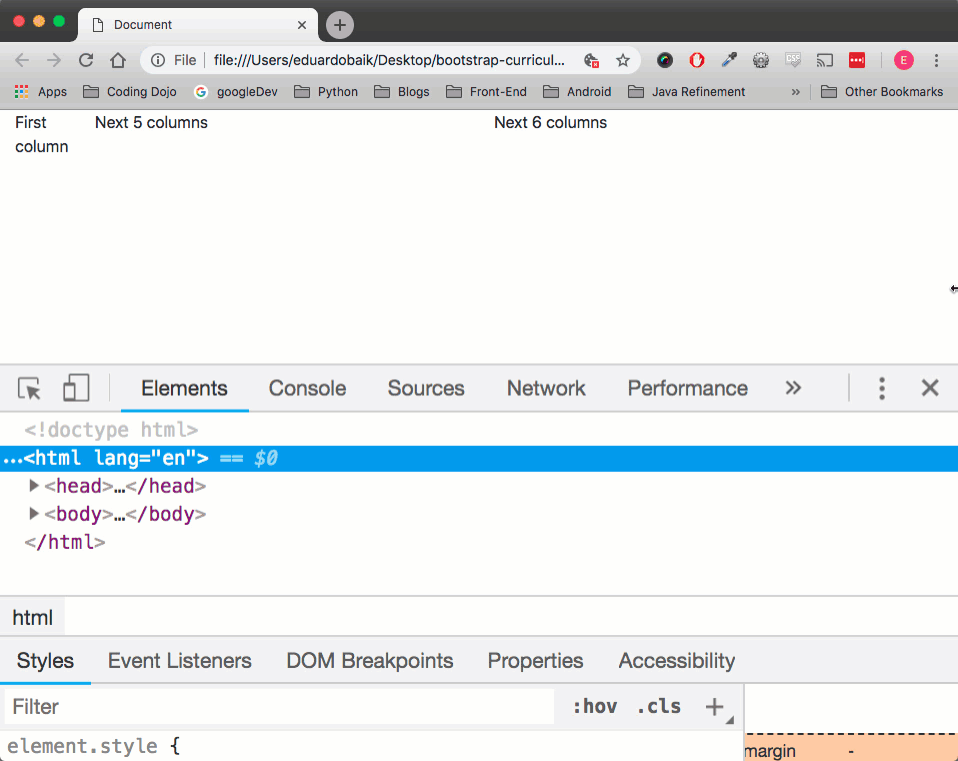 Document
File file:///Users/eduardobaik/Desktop/bootstrap-curricul... E
Apps Coding Dojo googleDev Python Blogs Front-End Android Java Refinement » Other Bookmarks
First column Next 5 columns Next 6 columns
Elements Console Sources Network Performance »
<!doctype html>
...<html lang="en"> == $0
<head>…</head>
<body>…</body>
</html>
html
Styles Event Listeners DOM Breakpoints Properties Accessibility
Filter :hov .cls +
element.style {
margin -